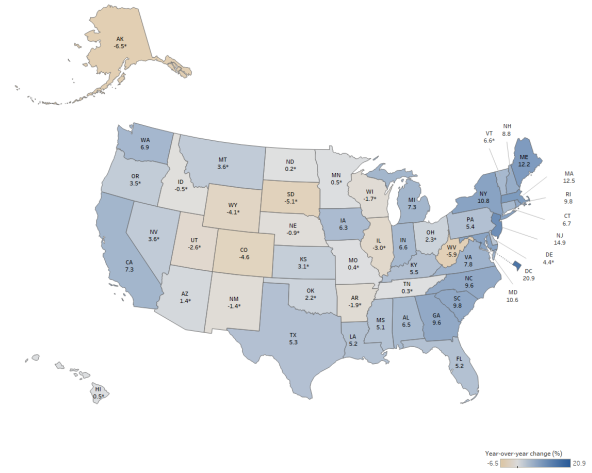 AK
-6.5*
WA
6.9
OR
3.5*
CA
7.3
NV
3.6*
ID
-0.5*
MT
3.6*
WY
-4.1*
UT
-2.6*
CO
-4.6
AZ
1.4*
NM
-1.4*
ND
0.2*
SD
-5.1*
NE
-0.9*
KS
3.1*
OK
2.2*
TX
5.3
MN
0.5*
IA
6.3
MO
0.4*
AR
-1.9*
LA
5.2
WI
-1.7*
IL
-3.0*
MI
7.3
IN
6.6
OH
2.3*
KY
5.5
TN
0.3*
MS
5.1
AL
6.5
GA
9.6
FL
5.2
SC
9.8
NC
9.6
VA
7.8
WV
-5.9
PA
5.4
NY
10.8
VT
6.6*
NH
8.8
ME
12.2
MA
12.5
RI
9.8
CT
6.7
NJ
14.9
DE
4.4*
DC
20.9
MD
10.6
HI
0.5*
Year-over-year change (%)
-6.5 20.9